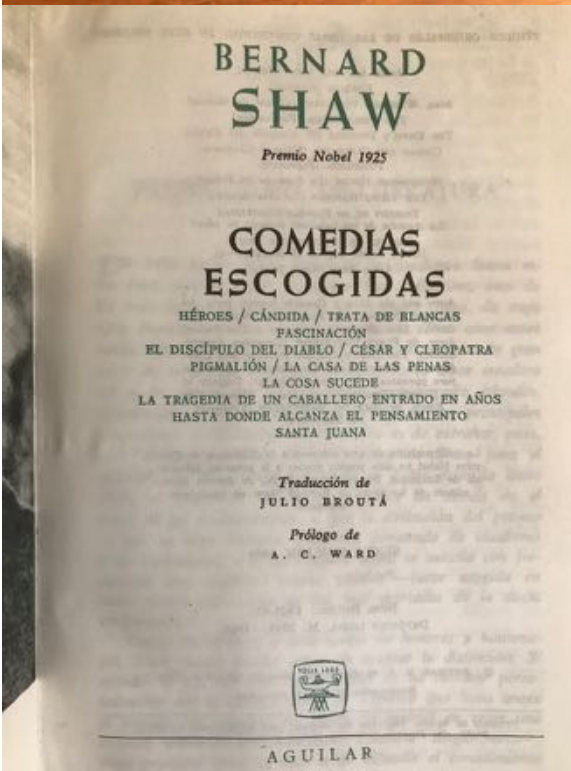 BERNARD
SHAW
Premio Nobel 1925
COMEDIAS
ESCOGIDAS
HÉROES / CÁNDIDA / TRATA DE BLANCAS
FASCINACIÓN
EL DISCÍPULO DEL DIABLO / CÉSAR Y CLEOPATRA
PIGMALIÓN / LA CASA DE LAS PENAS
LA COSA SUCEDE
LA TRAGEDIA DE UN CABALLERO ENTRADO EN AÑOS
HASTA DONDE ALCANZA EL PENSAMIENTO
SANTA JUANA
Traducción de
JULIO BROUTÁ
Prólogo de
A. C. WARD
AGUILAR